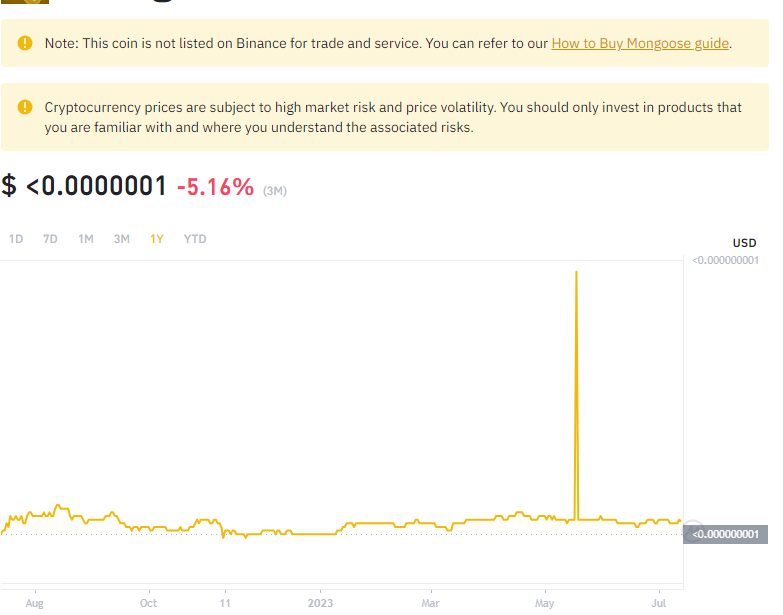 Note: This coin is not listed on Binance for trade and service. You can refer to our How to Buy Mongoose guide.
Cryptocurrency prices are subject to high market risk and price volatility. You should only invest in products that
you are familiar with and where you understand the associated risks.
$ <0.0000001 -5.16% (3M)
1D 7D 1M 3M 1Y YTD
USD
<0.000000001
<0.000000001
Aug Oct 11 2023 Mar May Jul